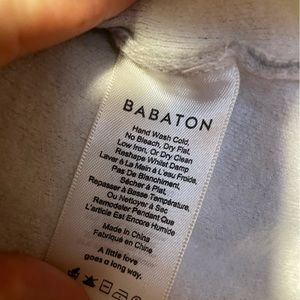 BABATON
Hand Wash Cold,
No Bleach, Dry Flat,
Low Iron, Or Dry Clean
Reshape Whilst Damp
Laver à La Main À L'eau Froide,
Pas De Blanchiment,
Sécher à Plat,
Repasser à Basse Température,
Ou Nettoyer à Sac
Remodeler Pendant Que
L'article Est Encore Humide
Made in China
Fabriqué en Chine
A little love
goes a long way.